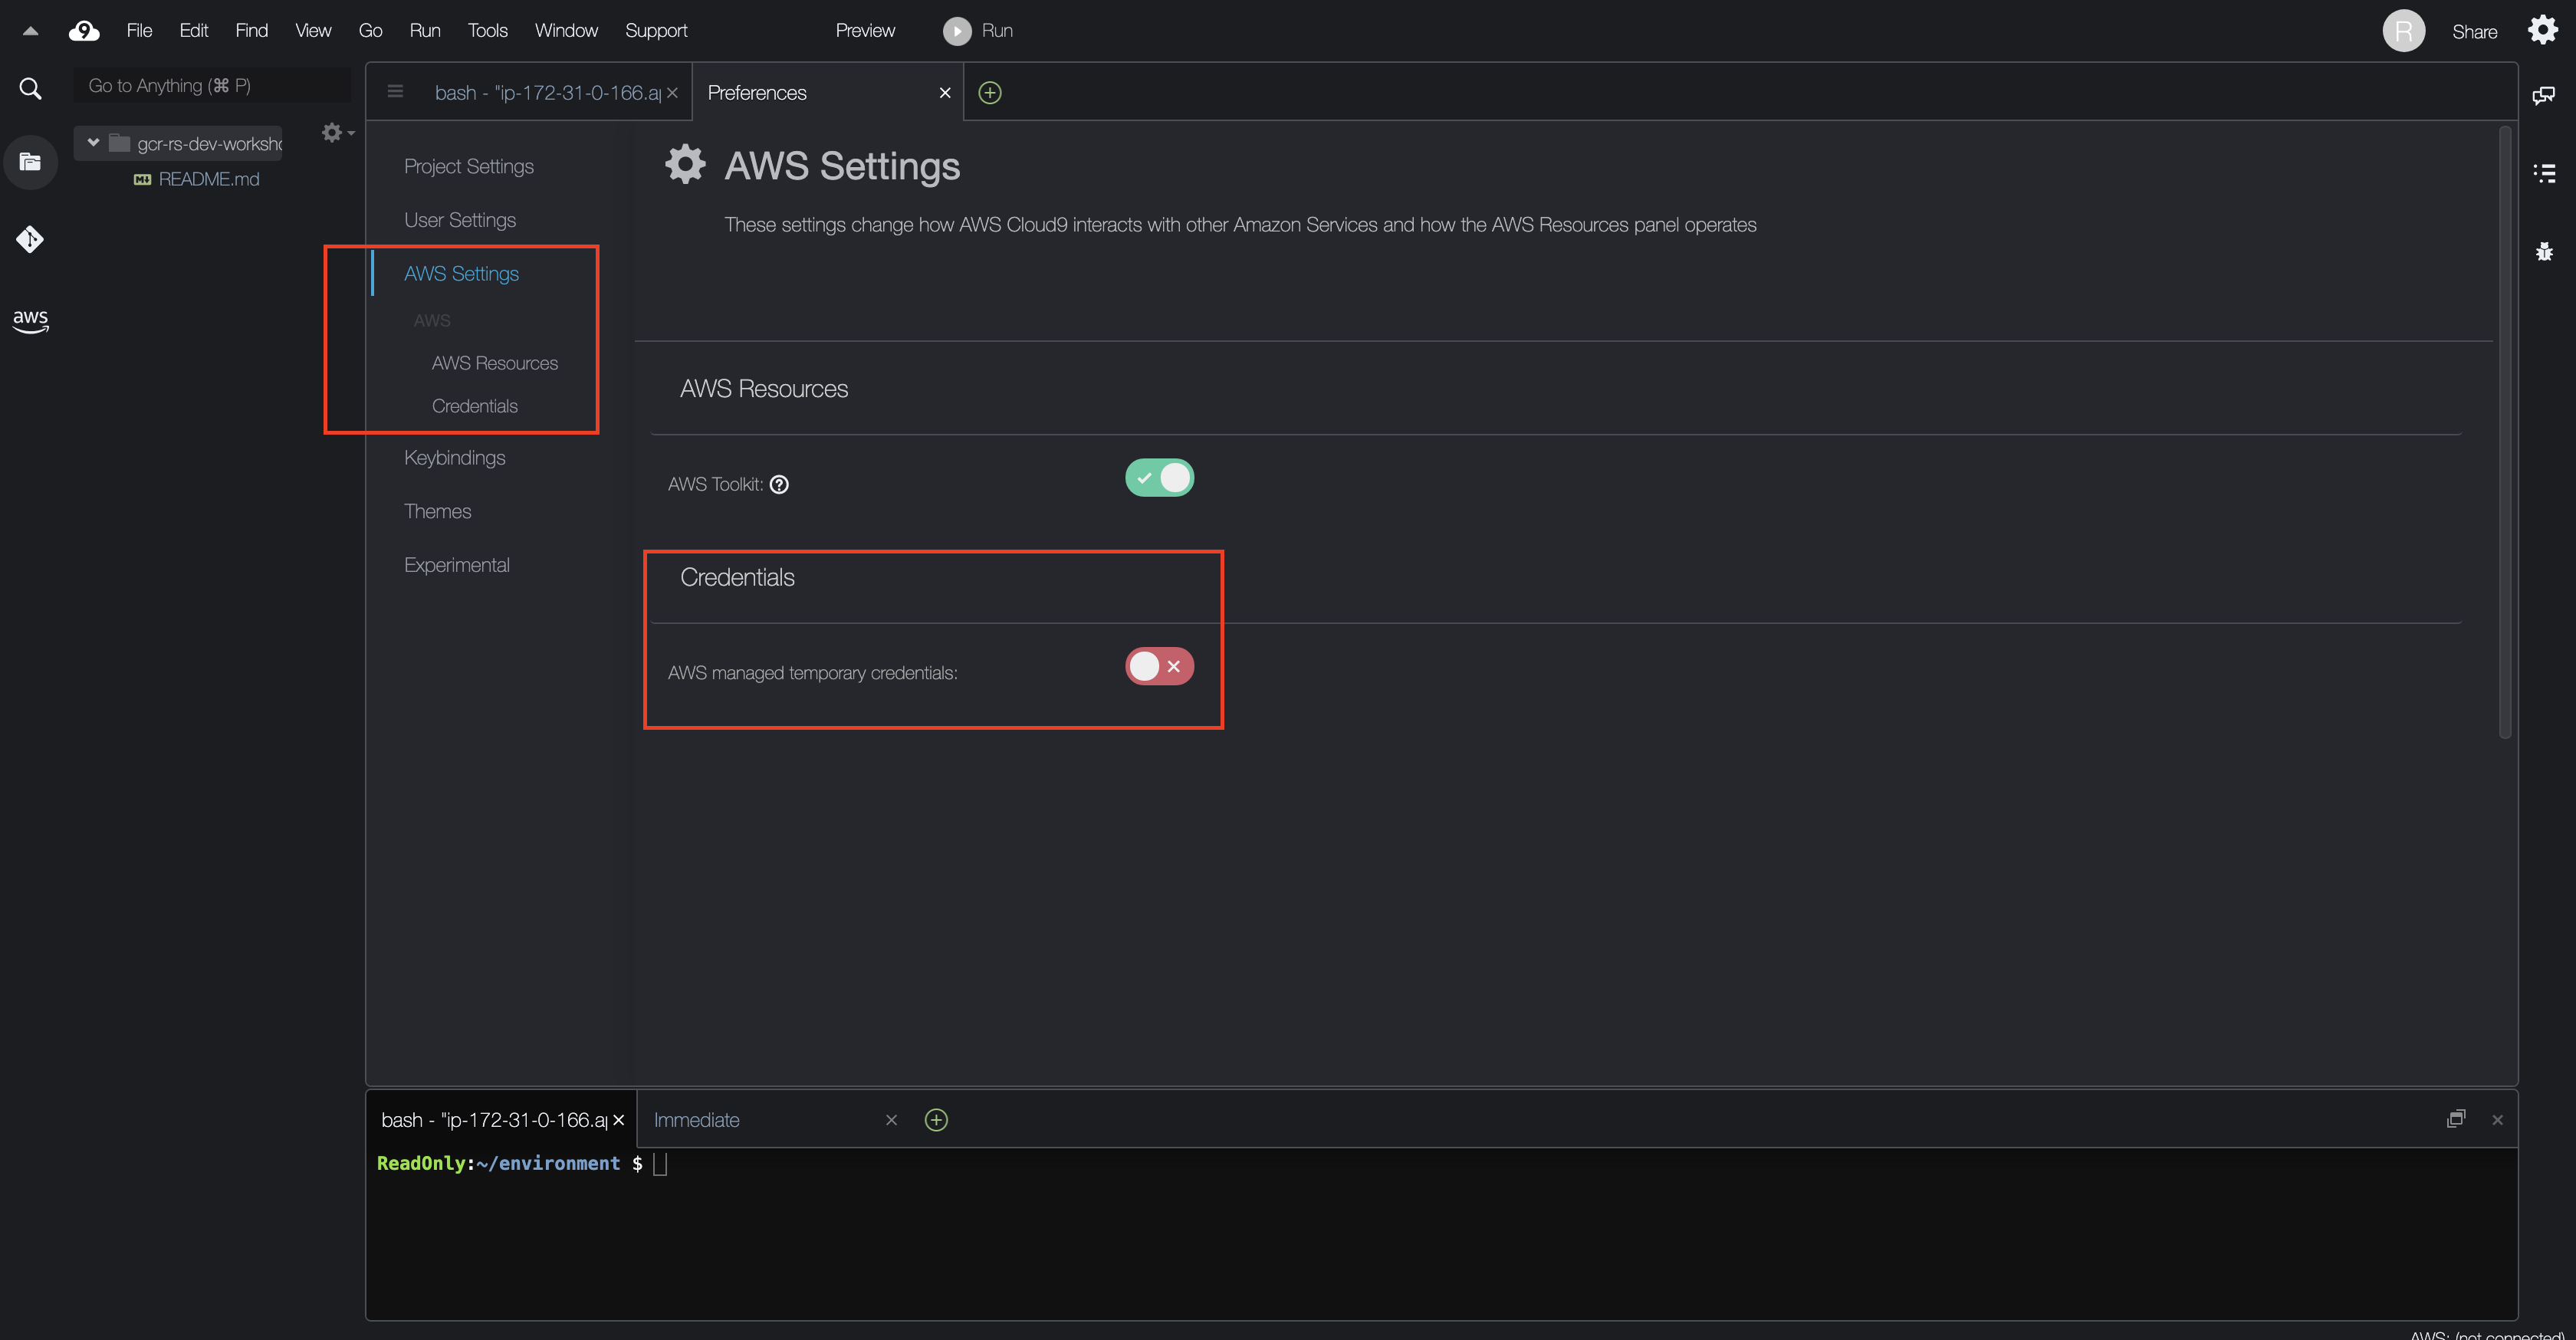 9 File Edit Find View Go Run Tools Window Support Preview Run R Share
Go to Anything (⌘ P)
bash - "ip-172-31-0-166.ap
Preferences
gcr-rs-dev-worksho
README.md
aws
Project Settings
User Settings
AWS Settings
AWS
AWS Resources
Credentials
Keybindings
Themes
Experimental
AWS Settings
These settings change how AWS Cloud9 interacts with other Amazon Services and how the AWS Resources panel operates
AWS Resources
AWS Toolkit: ?
Credentials
AWS managed temporary credentials:
bash - "ip-172-31-0-166.ap
Immediate
ReadOnly:~/environment $
AWS: (not connected)